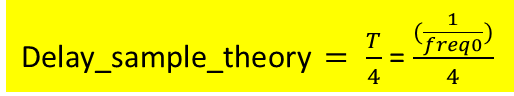 Delay_sample_theory = T/4 = (1/freq0)/4